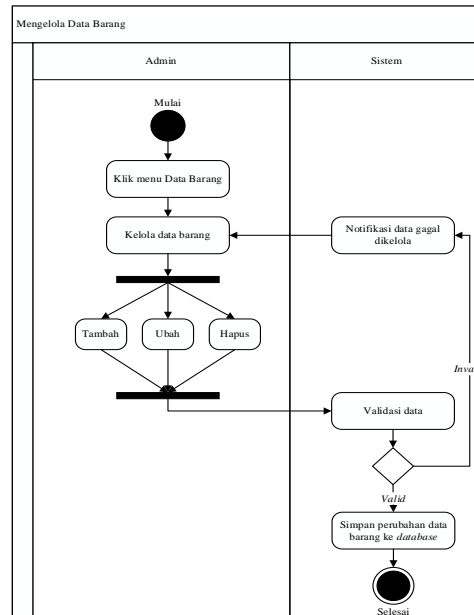 Mengelola Data Barang
Admin
Sistem
Mulai
Klik menu Data Barang
Kelola data barang
Notifikasi data gagal
dikelola
Tambah
Ubah
Hapus
Inva
Validasi data
Valid
Simpan perubahan data
barang ke database
Selesai